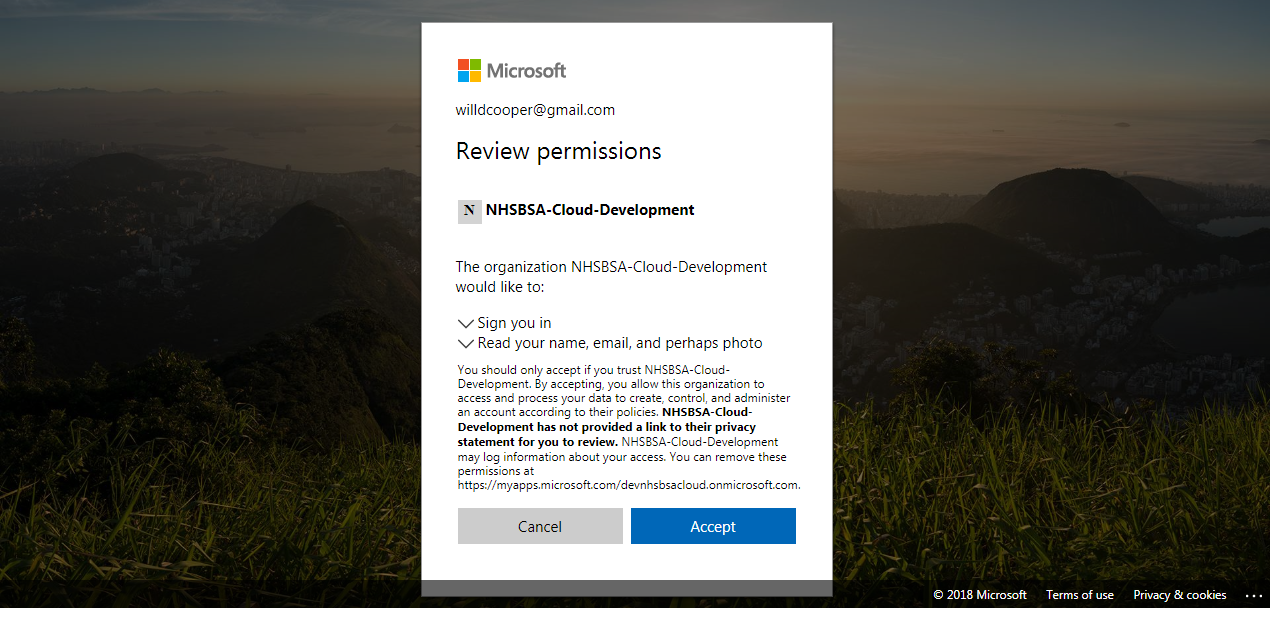 Microsoft
willdcooper@gmail.com
Review permissions
N NHSBSA-Cloud-Development
The organization NHSBSA-Cloud-Development
would like to:
Sign you in
Read your name, email, and perhaps photo
You should only accept if you trust NHSBSA-Cloud-
Development. By accepting, you allow this organization to
access and process your data to create, control, and administer
an account according to their policies. NHSBSA-Cloud-
Development has not provided a link to their privacy
statement for you to review. NHSBSA-Cloud-Development
may log information about your access. You can remove these
permissions at
https://myapps.microsoft.com/devnhsbsacloud.onmicrosoft.com.
Cancel Accept
© 2018 Microsoft Terms of use Privacy & cookies ...